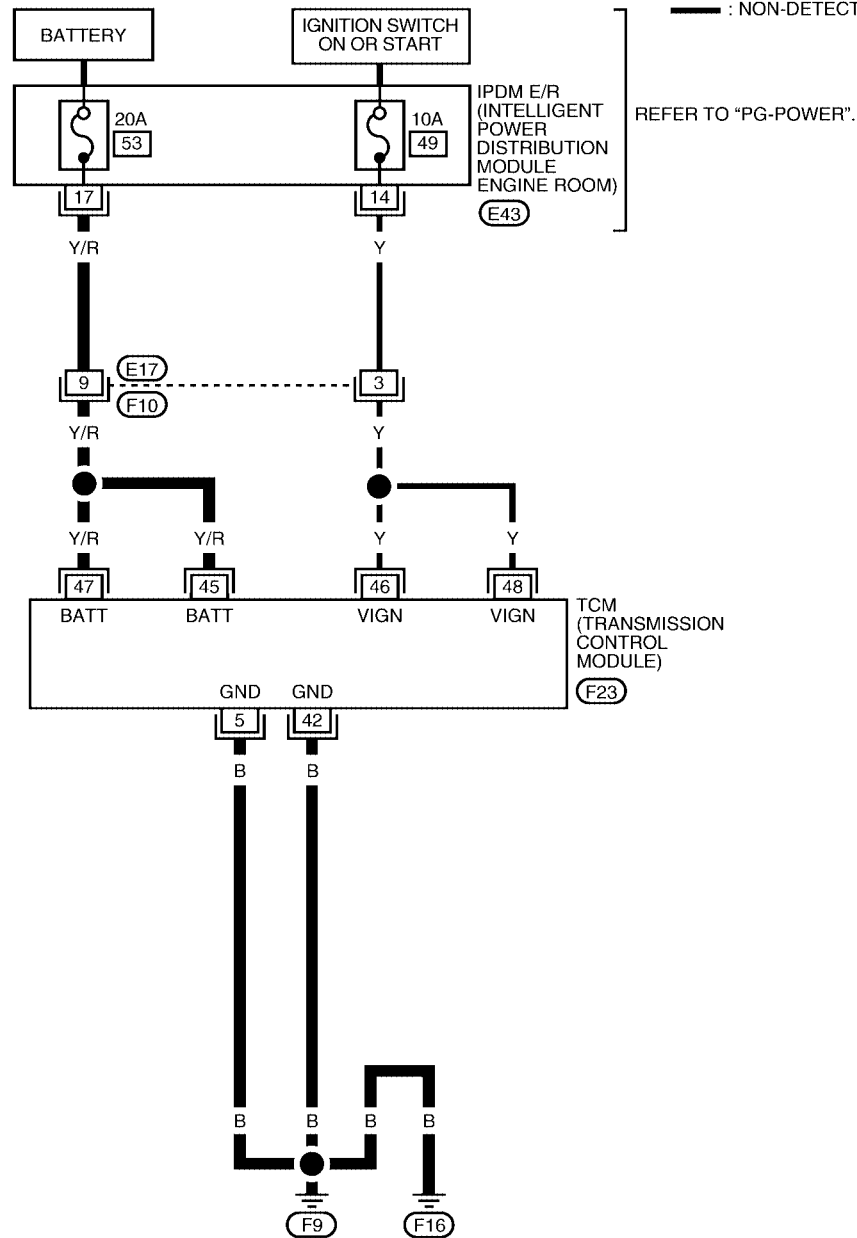 : NON-DETECT
BATTERY
IGNITION SWITCH
ON OR START
20A
53
10A
49
IPDM E/R
(INTELLIGENT
POWER
DISTRIBUTION
MODULE
ENGINE ROOM)
REFER TO “PG-POWER”.
17
14
E43
Y/R
Y
9
E17
F10
3
Y/R
Y
Y/R
Y/R
Y
Y
47
45
46
48
BATT
BATT
VIGN
VIGN
TCM
(TRANSMISSION
CONTROL
MODULE)
F23
GND
GND
5
42
B
B
B
B
B
B
F9
F16